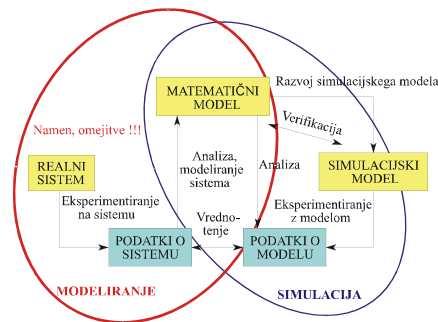 MATEMATIČNI
MODEL
Razvoj simulacijskega modela
Namen, omejitve !!!
Verifikacija
REALNI
SISTEM
Analiza,
modeliranje
sistema
Analiza
SIMULACIJSKI
MODEL
Eksperimentiranje
na sistemu
Vredno-
tenje
Eksperimentiranje
z modelom
PODATKI O
SISTEMU
PODATKI O
MODELU
MODELIRANJE
SIMULACIJA